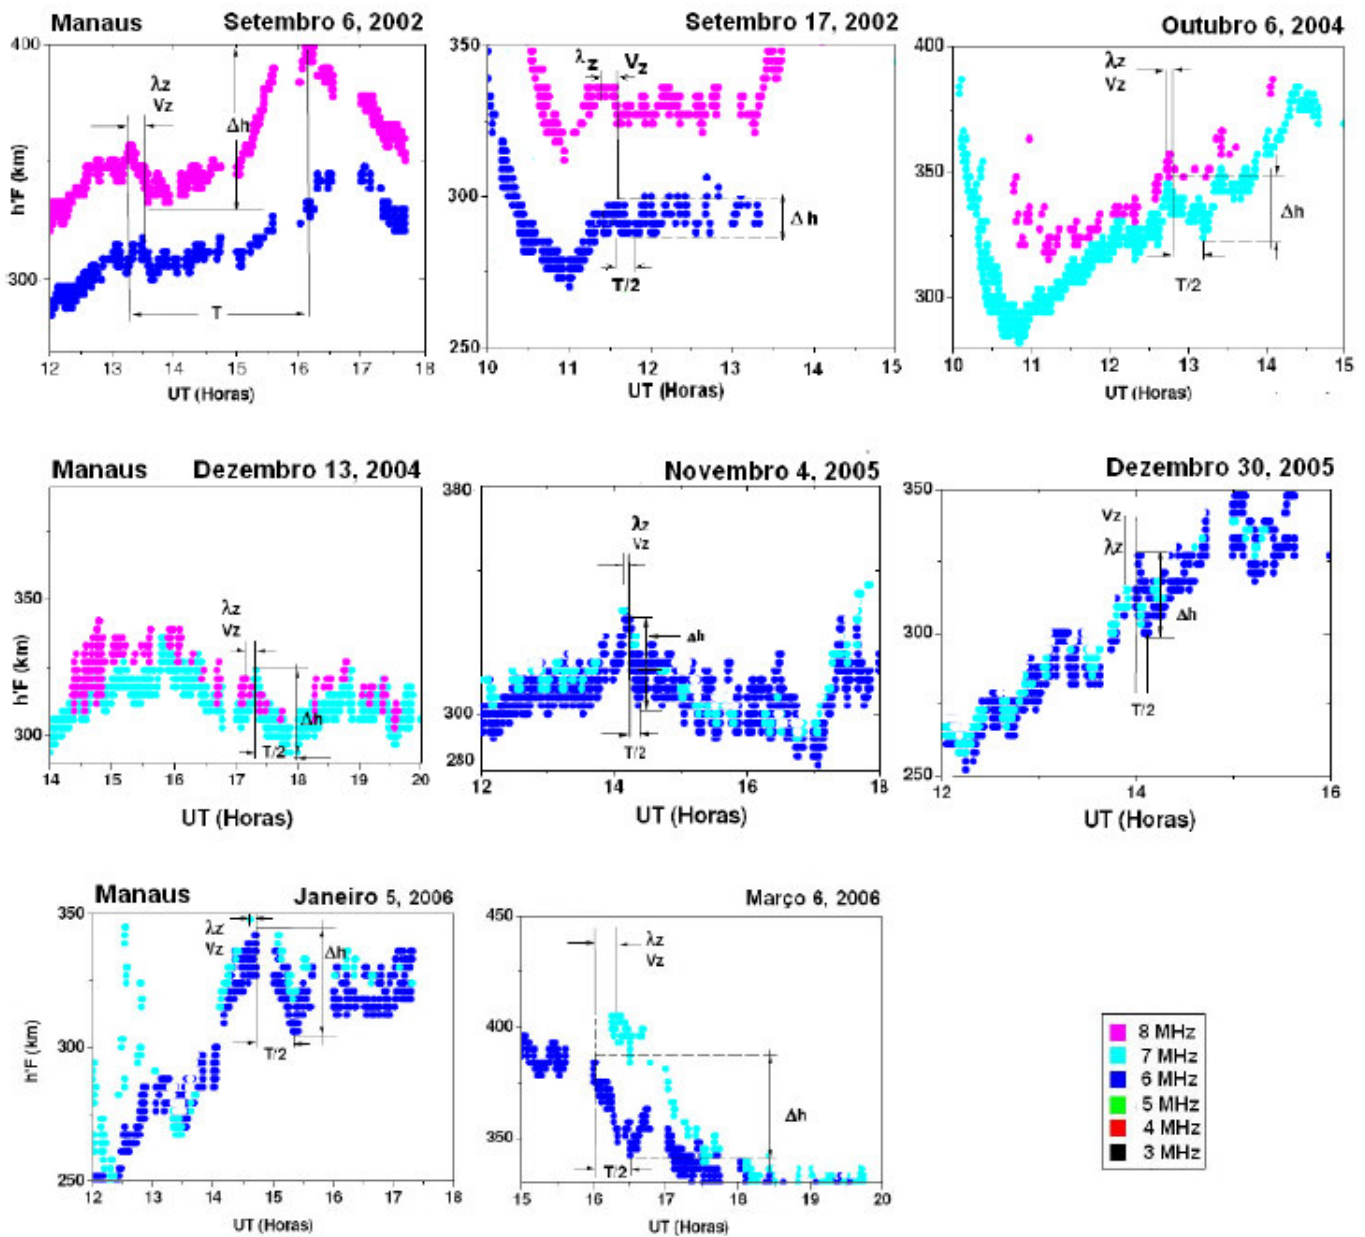 Manaus Setembro 6, 2002
400
λz
Vz
Δh
h'F (km)
300
T
12 13 14 15 16 17 18
UT (Horas)
Setembro 17, 2002
350
λz Vz
300
Δh
T/2
250
10 11 12 13 14 15
UT (Horas)
Outubro 6, 2004
400
λz
Vz
350
Δh
300
T/2
10 11 12 13 14 15
UT (Horas)
Manaus Dezembro 13, 2004
λz
Vz
h'F (km)
300
Δh
T/2
14 15 16 17 18 19 20
UT (Horas)
Novembro 4, 2005
380
λz
Vz
Δh
300
T/2
280
12 14 16 18
UT (Horas)
Dezembro 30, 2005
350
Vz
λz
300
Δh
T/2
250
12 14 16
UT (Horas)
Manaus Janeiro 5, 2006
350
λz
Vz
Δh
h'F (km)
300
T/2
250
12 13 14 15 16 17 18
UT (Horas)
Março 6, 2006
450
λz
Vz
400
Δh
350
T/2
15 16 17 18 19 20
UT (Horas)
8 MHz
7 MHz
6 MHz
5 MHz
4 MHz
3 MHz